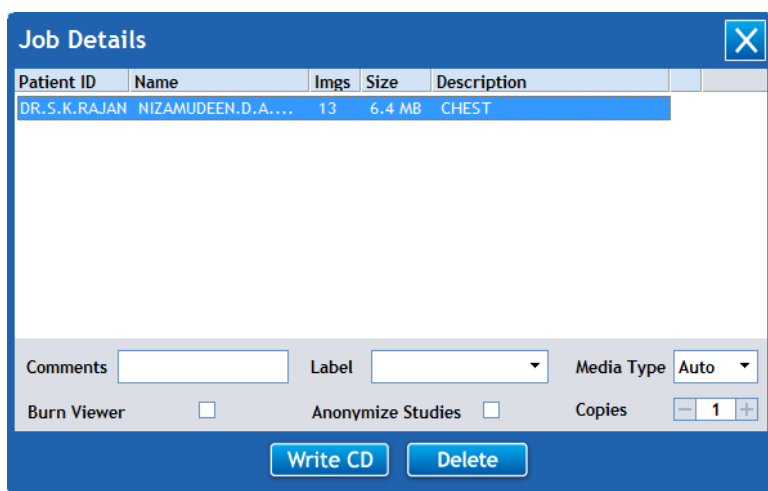 Job Details
Patient ID Name Imgs Size Description
DR.S.K.RAJAN NIZAMUDEEN.D.A.... 13 6.4 MB CHEST
Comments Label Media Type Auto
Burn Viewer Anonymize Studies Copies 1
Write CD Delete